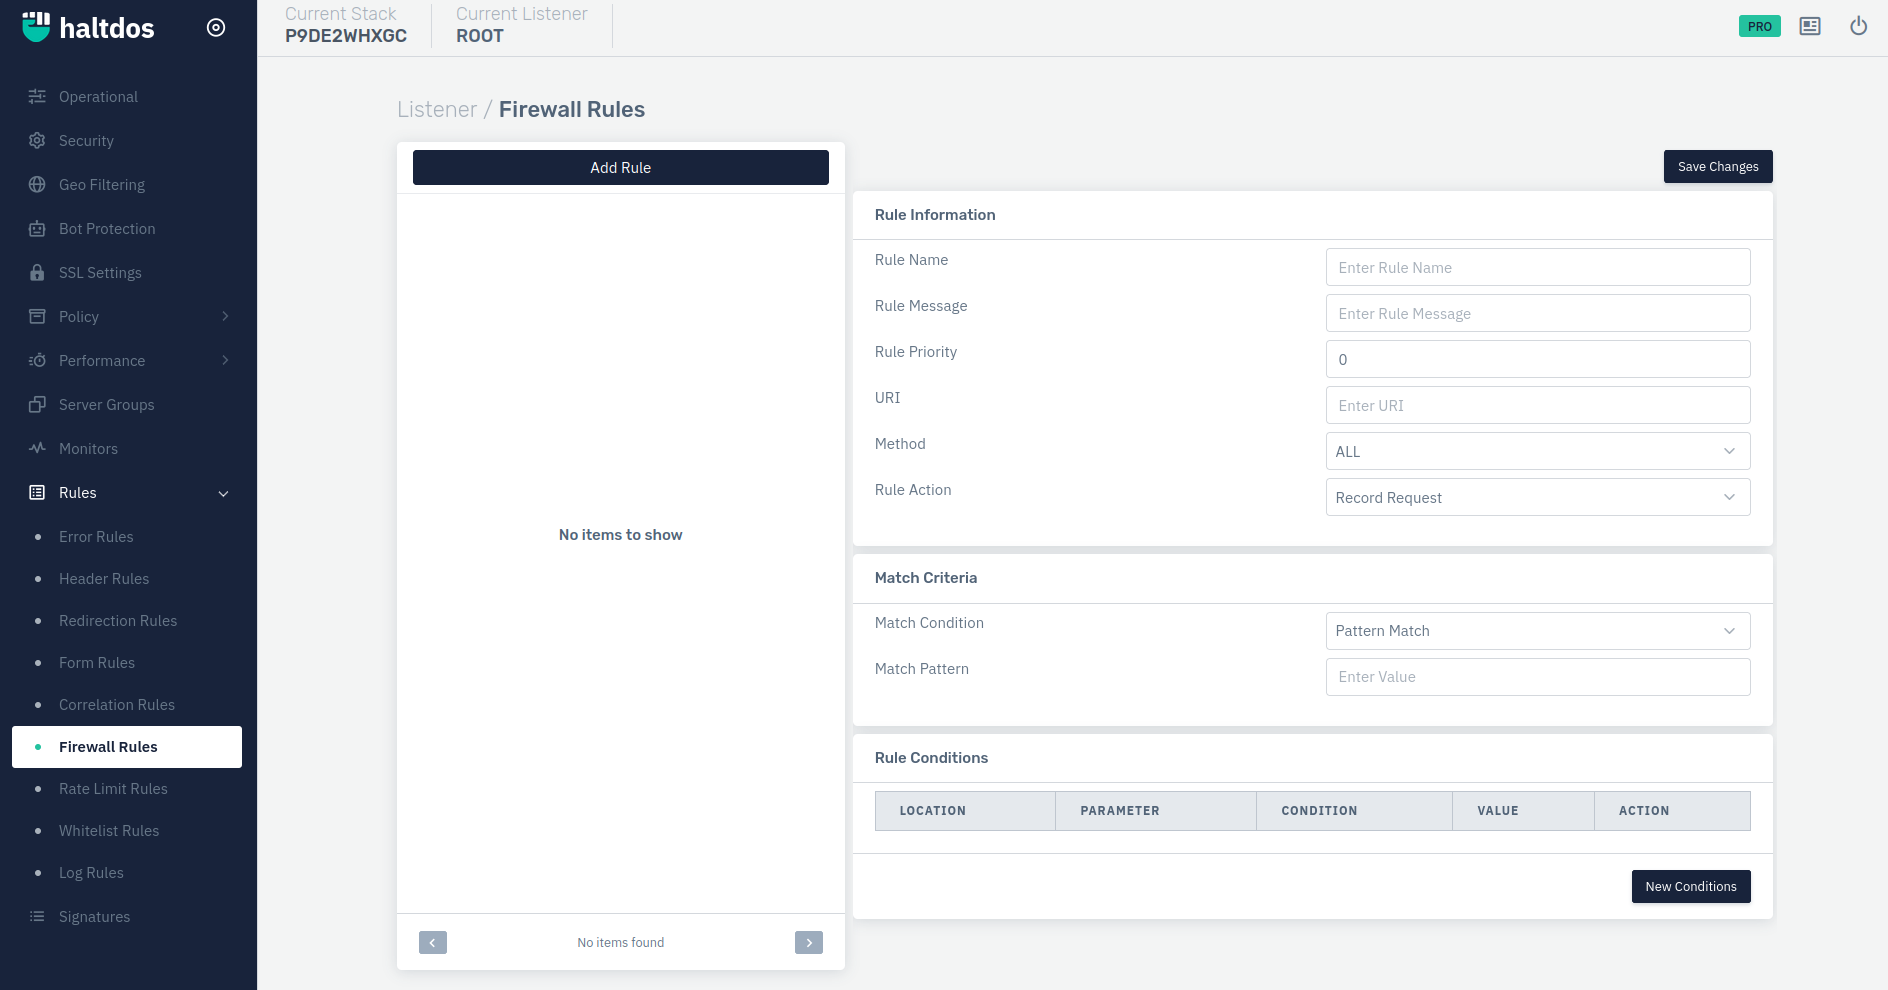 haltdos
Current Stack
P9DE2WHXGC
Current Listener
ROOT
PRO
Operational
Security
Geo Filtering
Bot Protection
SSL Settings
Policy
Performance
Server Groups
Monitors
Rules
Error Rules
Header Rules
Redirection Rules
Form Rules
Correlation Rules
Firewall Rules
Rate Limit Rules
Whitelist Rules
Log Rules
Signatures
Listener / Firewall Rules
Add Rule
No items to show
No items found
Save Changes
Rule Information
Rule Name
Enter Rule Name
Rule Message
Enter Rule Message
Rule Priority
0
URI
Enter URI
Method
ALL
Rule Action
Record Request
Match Criteria
Match Condition
Pattern Match
Match Pattern
Enter Value
Rule Conditions
LOCATION PARAMETER CONDITION VALUE ACTION
New Conditions